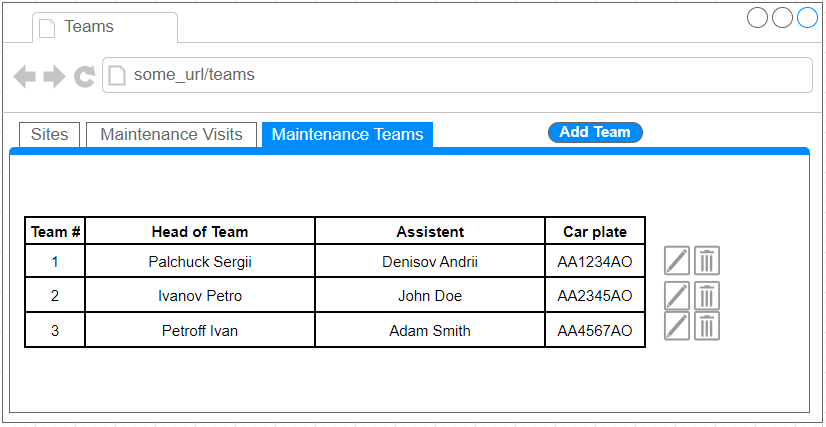 Teams
some_url/teams
Sites Maintenance Visits Maintenance Teams Add Team
Team # Head of Team Assistent Car plate
1 Palchuck Sergii Denisov Andrii AA1234AO
2 Ivanov Petro John Doe AA2345AO
3 Petroff Ivan Adam Smith AA4567AO